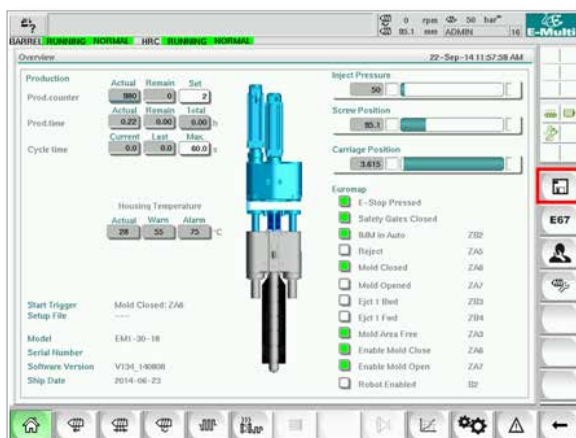 0 rpm 50 bar
85.1 mm ADMIN 16 E-Multi
BARREL RUNNING NORMAL HRC RUNNING NORMAL
Overview 22-Sep-14 11:57:58 AM
Production
Actual Remain Set
Prod.counter 980 0 2
Actual Remain Total
Prod.time 0.22 0.00 0.00 h
Current Last Max.
Cycle time 0.0 0.0 60.0 s
Housing Temperature
Actual Warn Alarm
28 55 75 °C
Start Trigger Mold Closed: ZA6
Setup File ---
Model EM1-30-18
Serial Number
Software Version V134_140808
Ship Date 2014-06-23
Inject Pressure
50
Screw Position
85.1
Carriage Position
3.615
Euromap
E-Stop Pressed
Safety Gates Closed
IMM in Auto ZB2
Reject ZA5
Mold Closed ZA6
Mold Opened ZA7
Ejct 1 Bwd ZB3
Ejct 1 Fwd ZB4
Mold Area Free ZA3
Enable Mold Close ZA6
Enable Mold Open ZA7
Robot Enabled B2
E67